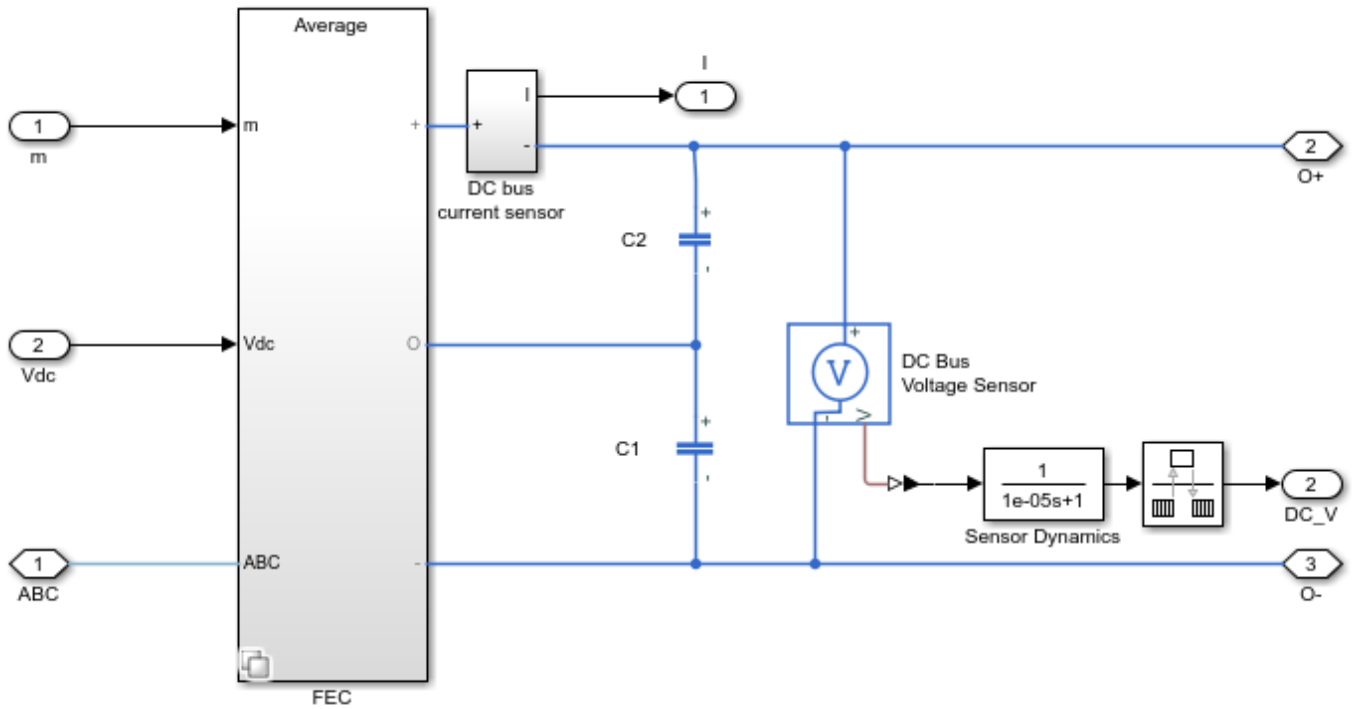 Average
I
1
m
1
m
+
I
+
-
DC bus
current sensor
2
O+
+
C2
-
2
Vdc
Vdc
O
+
V
DC Bus
Voltage Sensor
-
V
+
C1
-
1
1e-05s+1
Sensor Dynamics
2
DC_V
1
ABC
ABC
-
3
O-
FEC